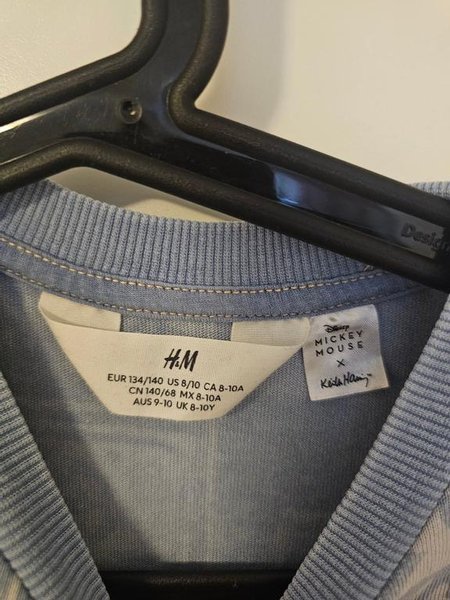 Design
H&M
EUR 134/140 US 8/10 CA 8-10A
CN 140/68 MX 8-10A
AUS 9-10 UK 8-10Y
Disney
MICKEY
MOUSE
X
Keith Haring